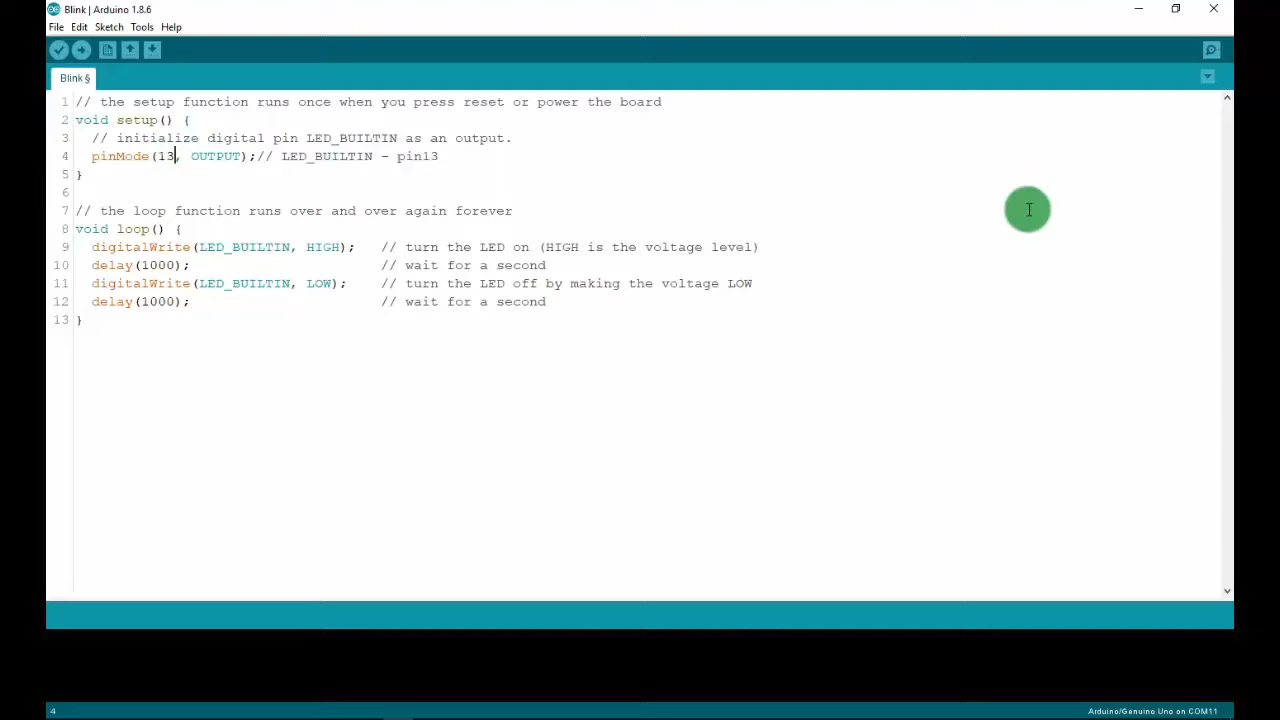 Blink | Arduino 1.8.6
File Edit Sketch Tools Help
Blink §
1 // the setup function runs once when you press reset or power the board
2 void setup() {
3 // initialize digital pin LED_BUILTIN as an output.
4 pinMode(13, OUTPUT);// LED_BUILTIN - pin13
5 }
6
7 // the loop function runs over and over again forever
8 void loop() {
9 digitalWrite(LED_BUILTIN, HIGH); // turn the LED on (HIGH is the voltage level)
10 delay(1000); // wait for a second
11 digitalWrite(LED_BUILTIN, LOW); // turn the LED off by making the voltage LOW
12 delay(1000); // wait for a second
13 }
4 Arduino/Genuino Uno on COM11